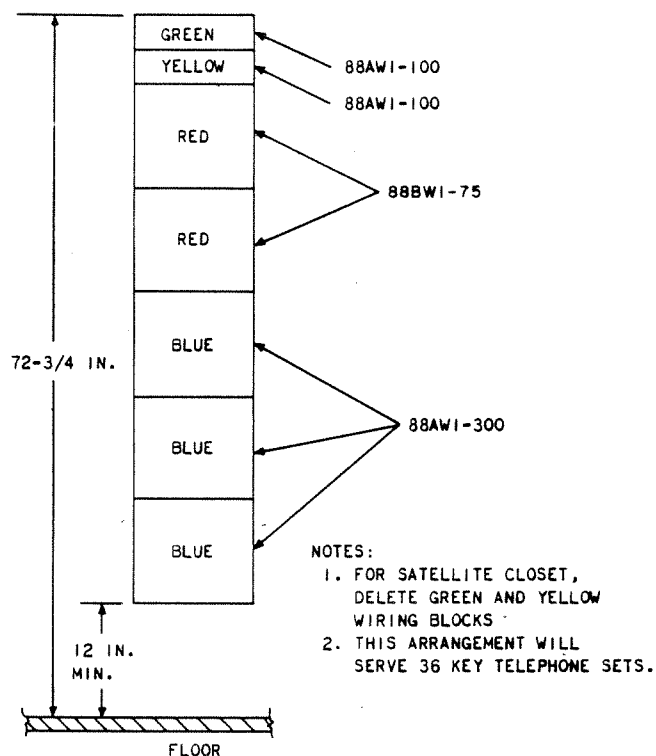 GREEN
88AW1-100
YELLOW
88AW1-100
RED
88BW1-75
RED
BLUE
72-3/4 IN.
88AW1-300
BLUE
BLUE
NOTES:
1. FOR SATELLITE CLOSET,
DELETE GREEN AND YELLOW
WIRING BLOCKS
2. THIS ARRANGEMENT WILL
SERVE 36 KEY TELEPHONE SETS.
12 IN.
MIN.
FLOOR